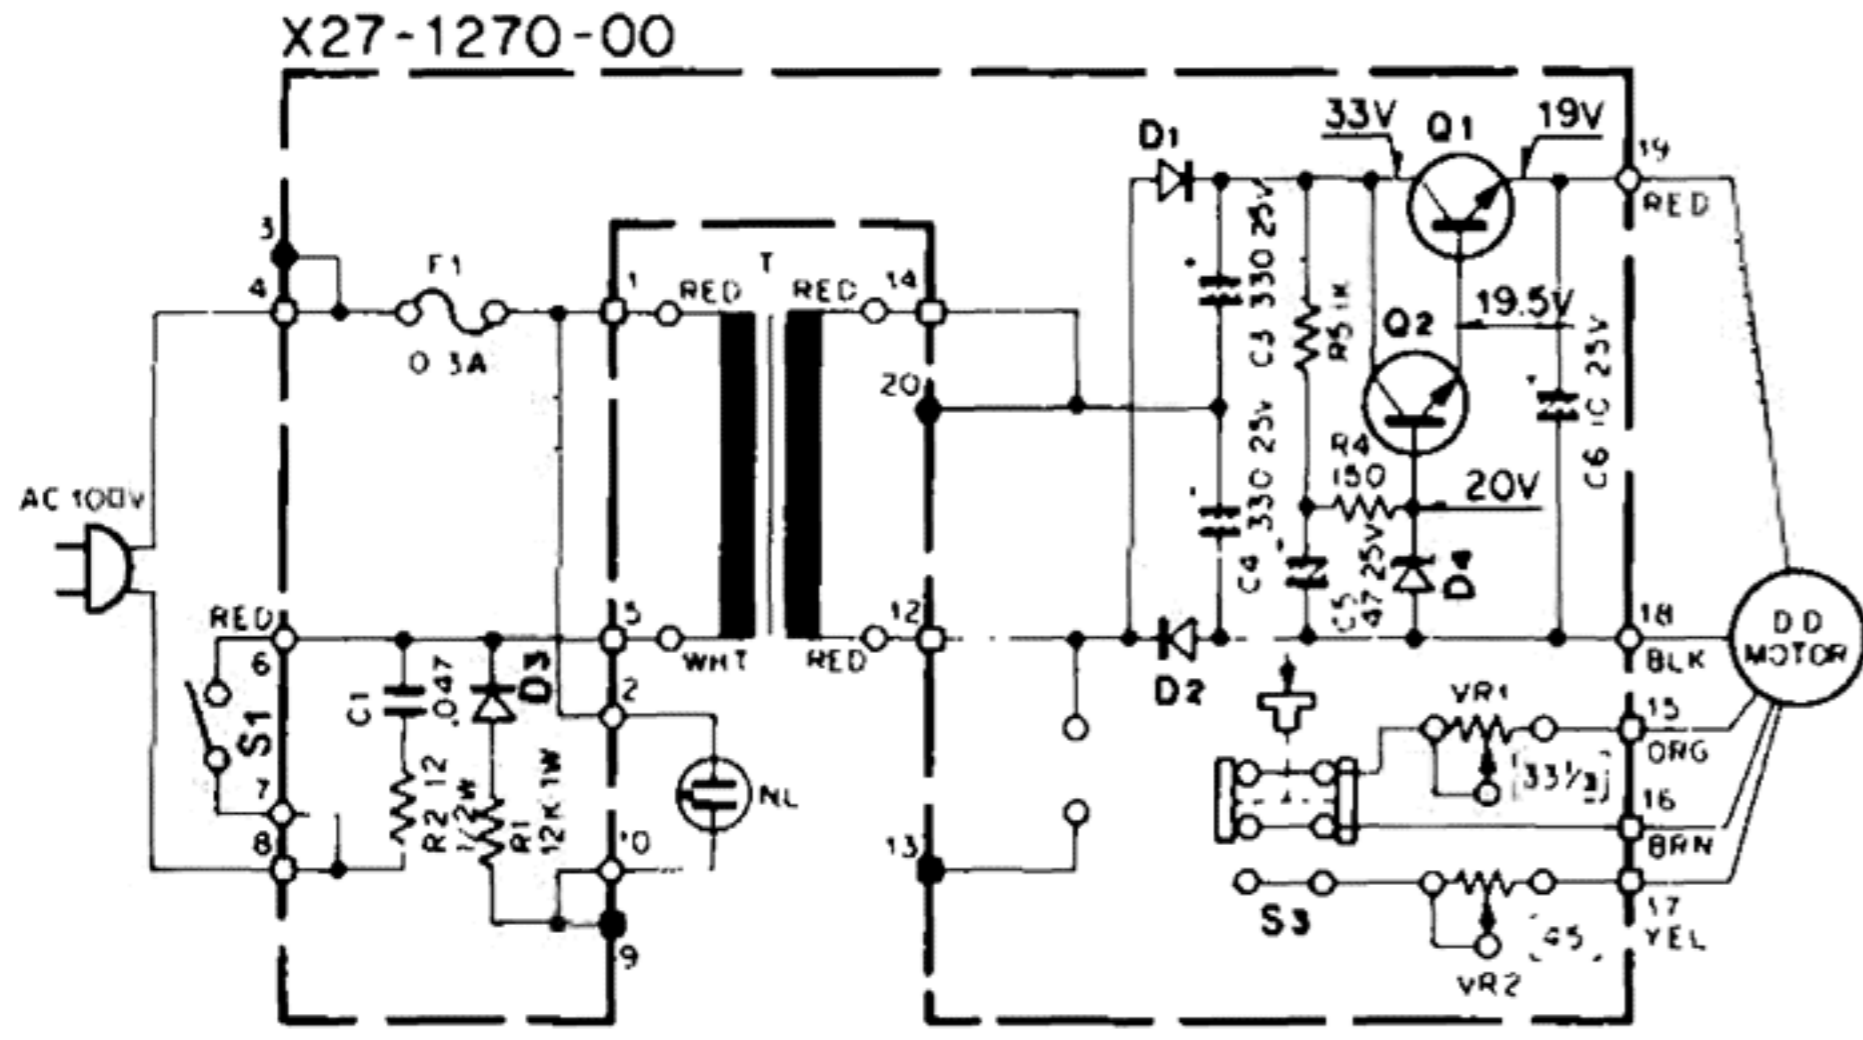 X27-1270-00
33V
Q1
19V
D1
19
RED
3
F1
T
4
1
RED
RED
14
0 3A
C3 330 25V
R5 1K
19.5V
Q2
20
C6 10 25V
R4
150
20V
AC 100V
C4 330 25V
C5
47 25V
D4
RED
6
5
WHT
RED
12
18
BLK
D D
MOTOR
C1
.047
D3
2
D2
VR1
15
ORG
S1
[33⅓]
7
R2 12
1/2W
R1
12K 1W
NL
16
BRN
8
10
13
S3
17
YEL
[45]
9
VR2